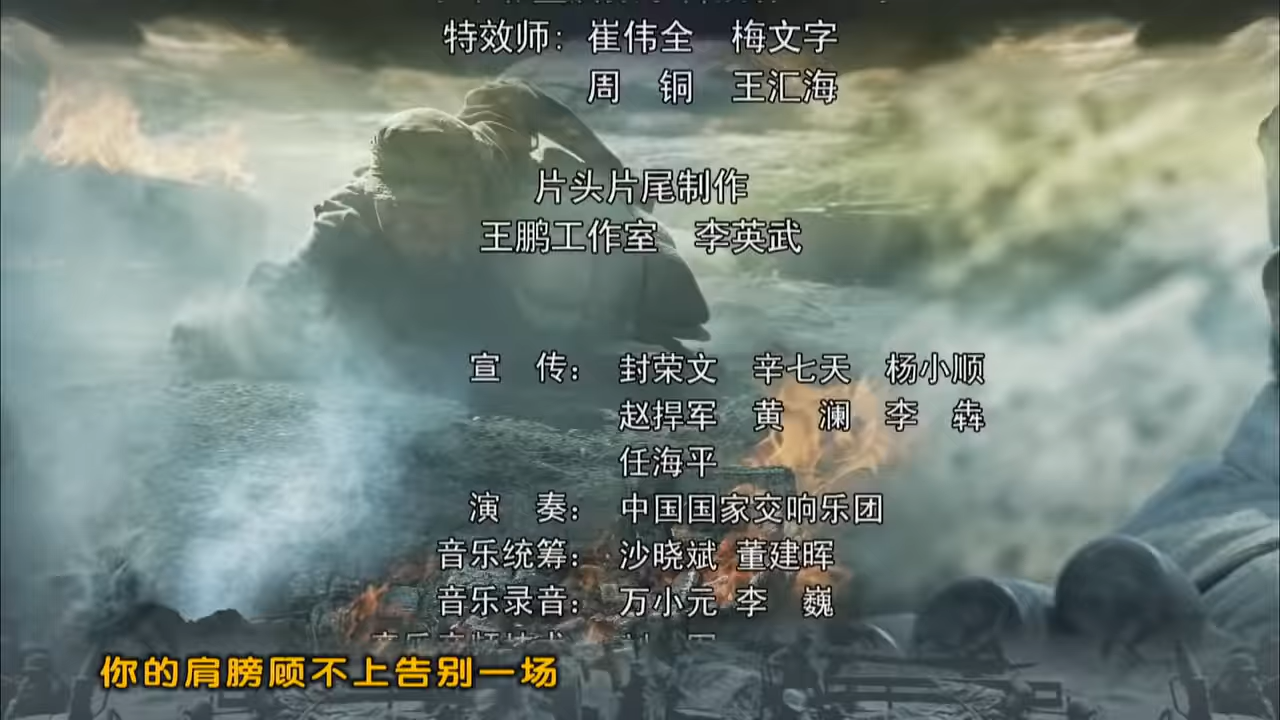 特效师：崔伟全 梅文字
周 铜 王汇海
片头片尾制作
王鹏工作室 李英武
宣 传： 封荣文 辛七天 杨小顺
赵捍军 黄 澜 李 犇
任海平
演 奏： 中国国家交响乐团
音乐统筹： 沙晓斌 董建晖
音乐录音： 万小元 李 巍
你的肩膀顾不上告别一场